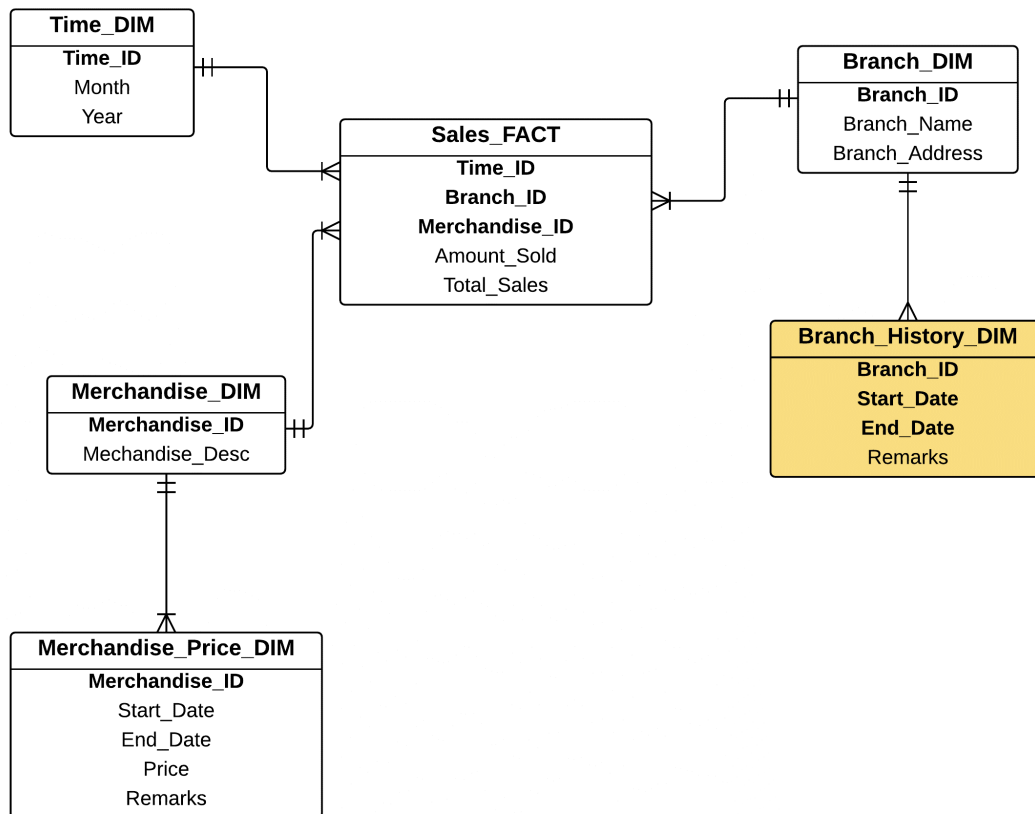 Time_DIM
Time_ID
Month
Year
Branch_DIM
Branch_ID
Branch_Name
Branch_Address
Sales_FACT
Time_ID
Branch_ID
Merchandise_ID
Amount_Sold
Total_Sales
Branch_History_DIM
Branch_ID
Start_Date
End_Date
Remarks
Merchandise_DIM
Merchandise_ID
Mechandise_Desc
Merchandise_Price_DIM
Merchandise_ID
Start_Date
End_Date
Price
Remarks